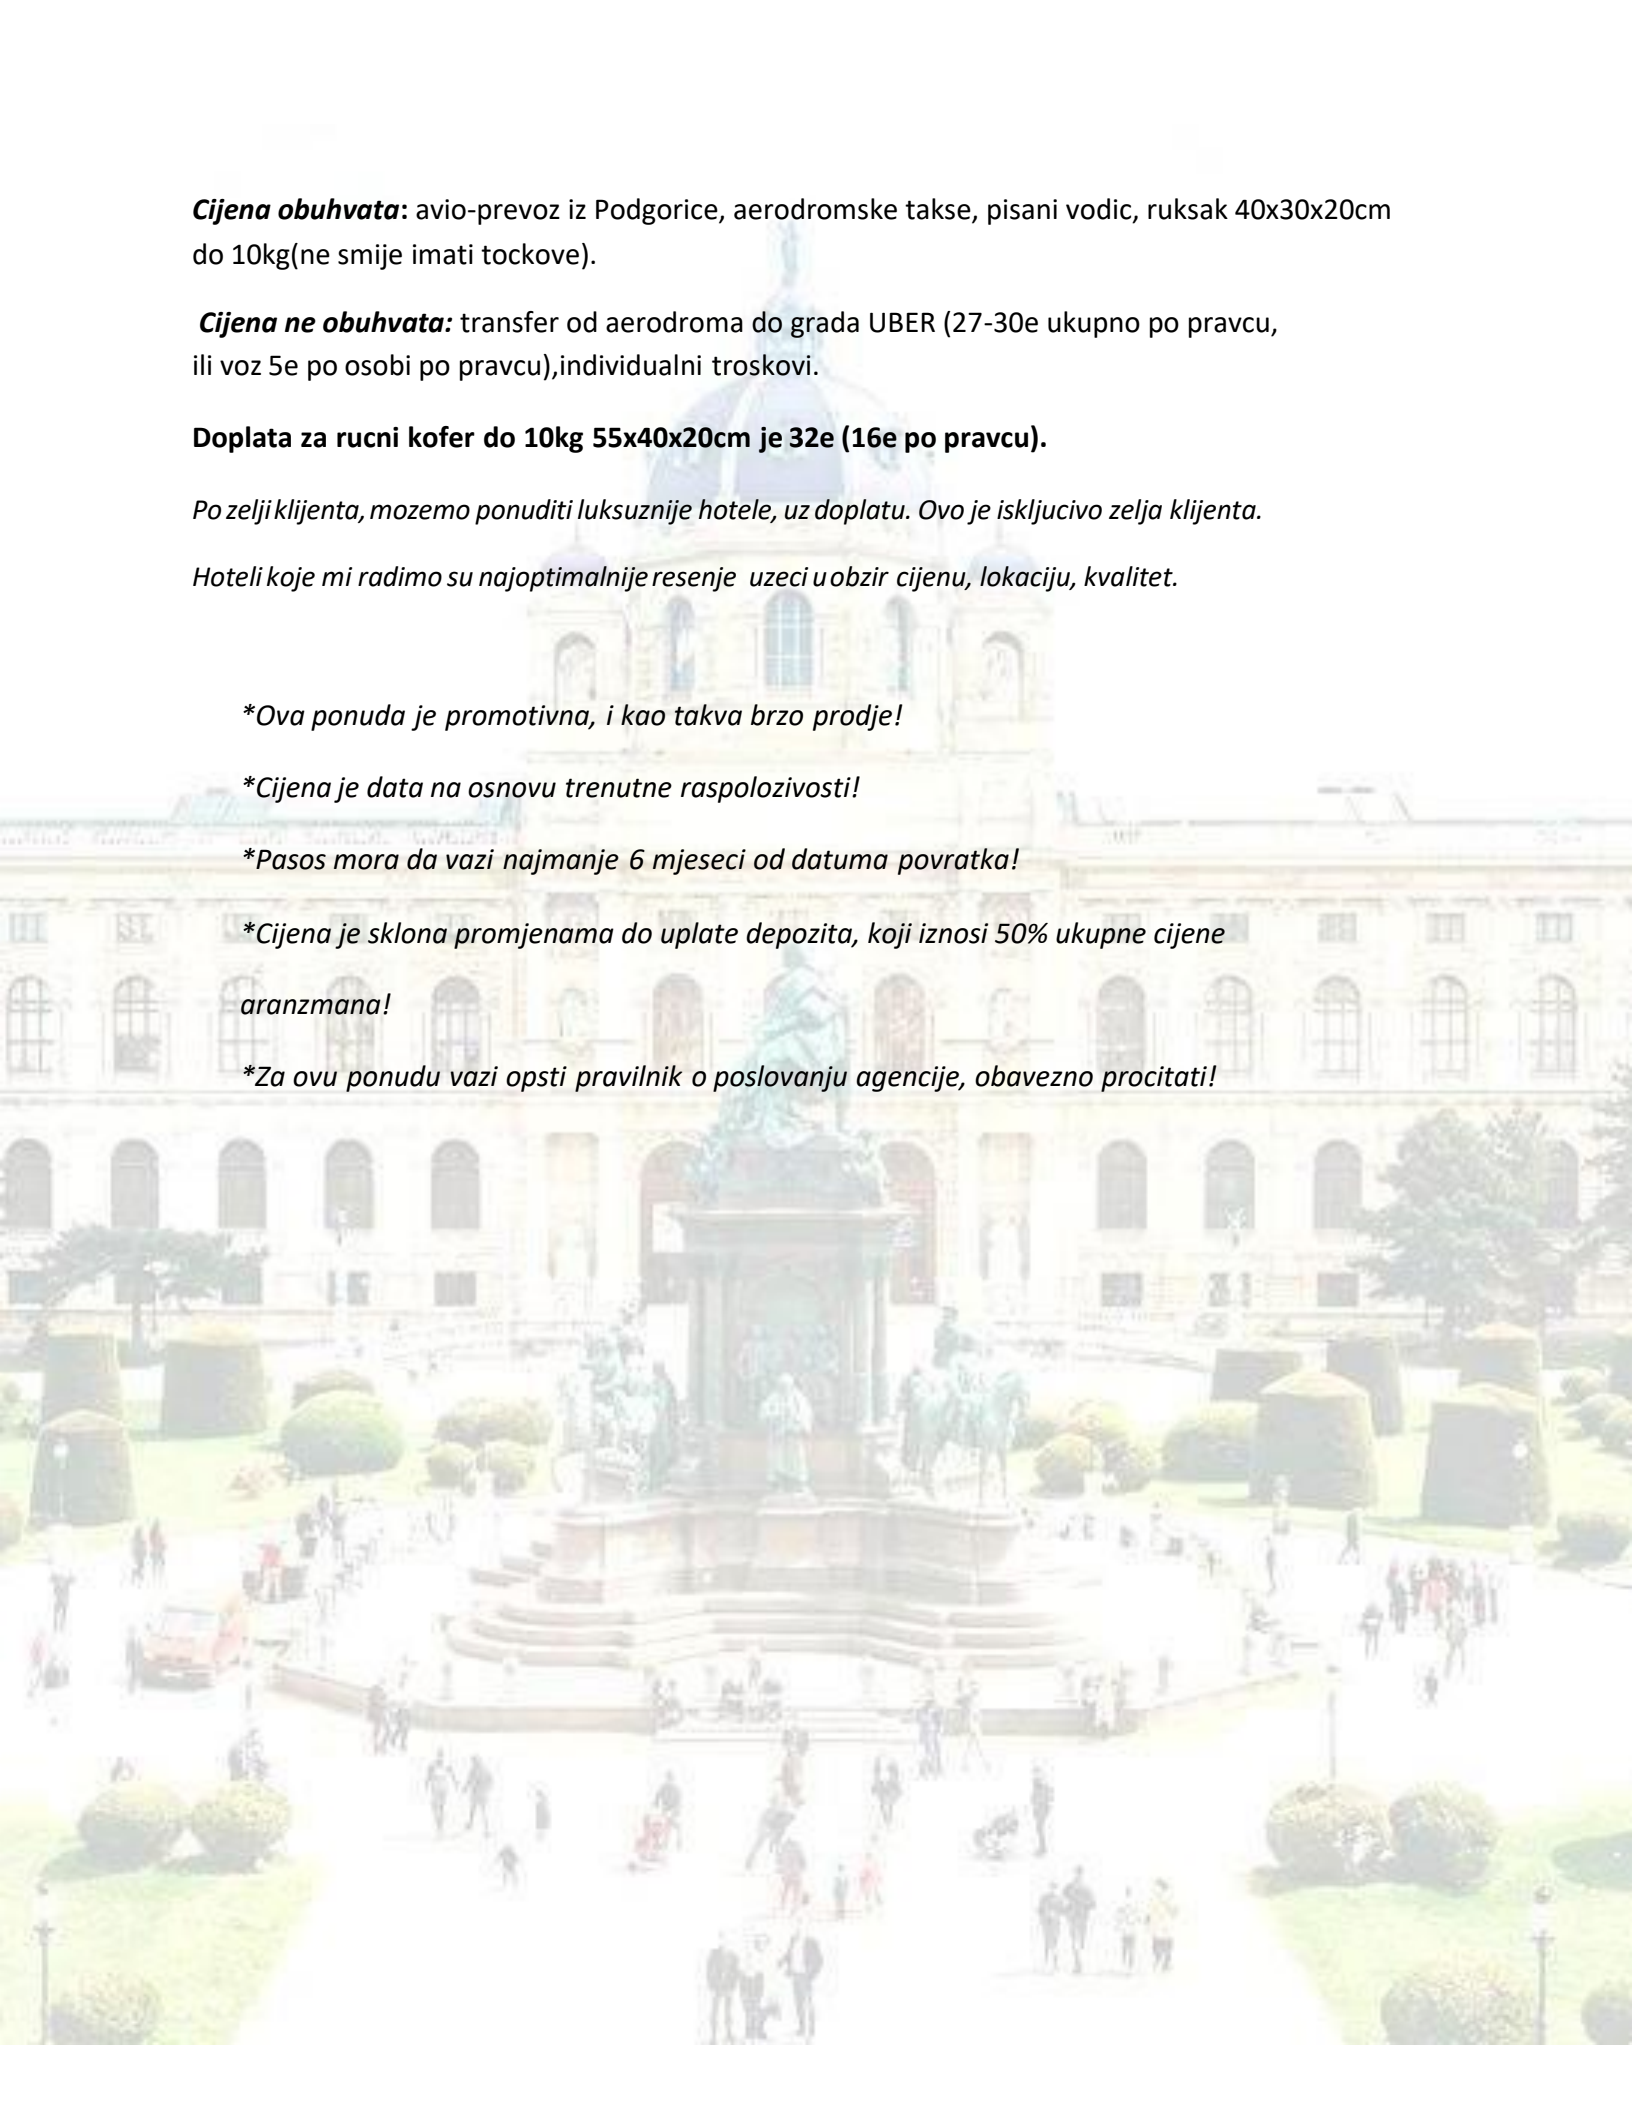 Cijena obuhvata: avio-prevoz iz Podgorice, aerodromske takse, pisani vodic, ruksak 40x30x20cm
do 10kg(ne smije imati tockove).
Cijena ne obuhvata: transfer od aerodroma do grada UBER (27-30e ukupno po pravcu,
ili voz 5e po osobi po pravcu),individualni troskovi.
Doplata za rucni kofer do 10kg 55x40x20cm je 32e (16e po pravcu).
Po zelji klijenta, mozemo ponuditi luksuznije hotele, uz doplatu. Ovo je iskljucivo zelja klijenta.
Hoteli koje mi radimo su najoptimalnije resenje uzeci u obzir cijenu, lokaciju, kvalitet.
*Ova ponuda je promotivna, i kao takva brzo prodje!
*Cijena je data na osnovu trenutne raspolozivosti!
*Pasos mora da vazi najmanje 6 mjeseci od datuma povratka!
*Cijena je sklona promjenama do uplate depozita, koji iznosi 50% ukupne cijene
aranzmana!
*Za ovu ponudu vazi opsti pravilnik o poslovanju agencije, obavezno procitati!